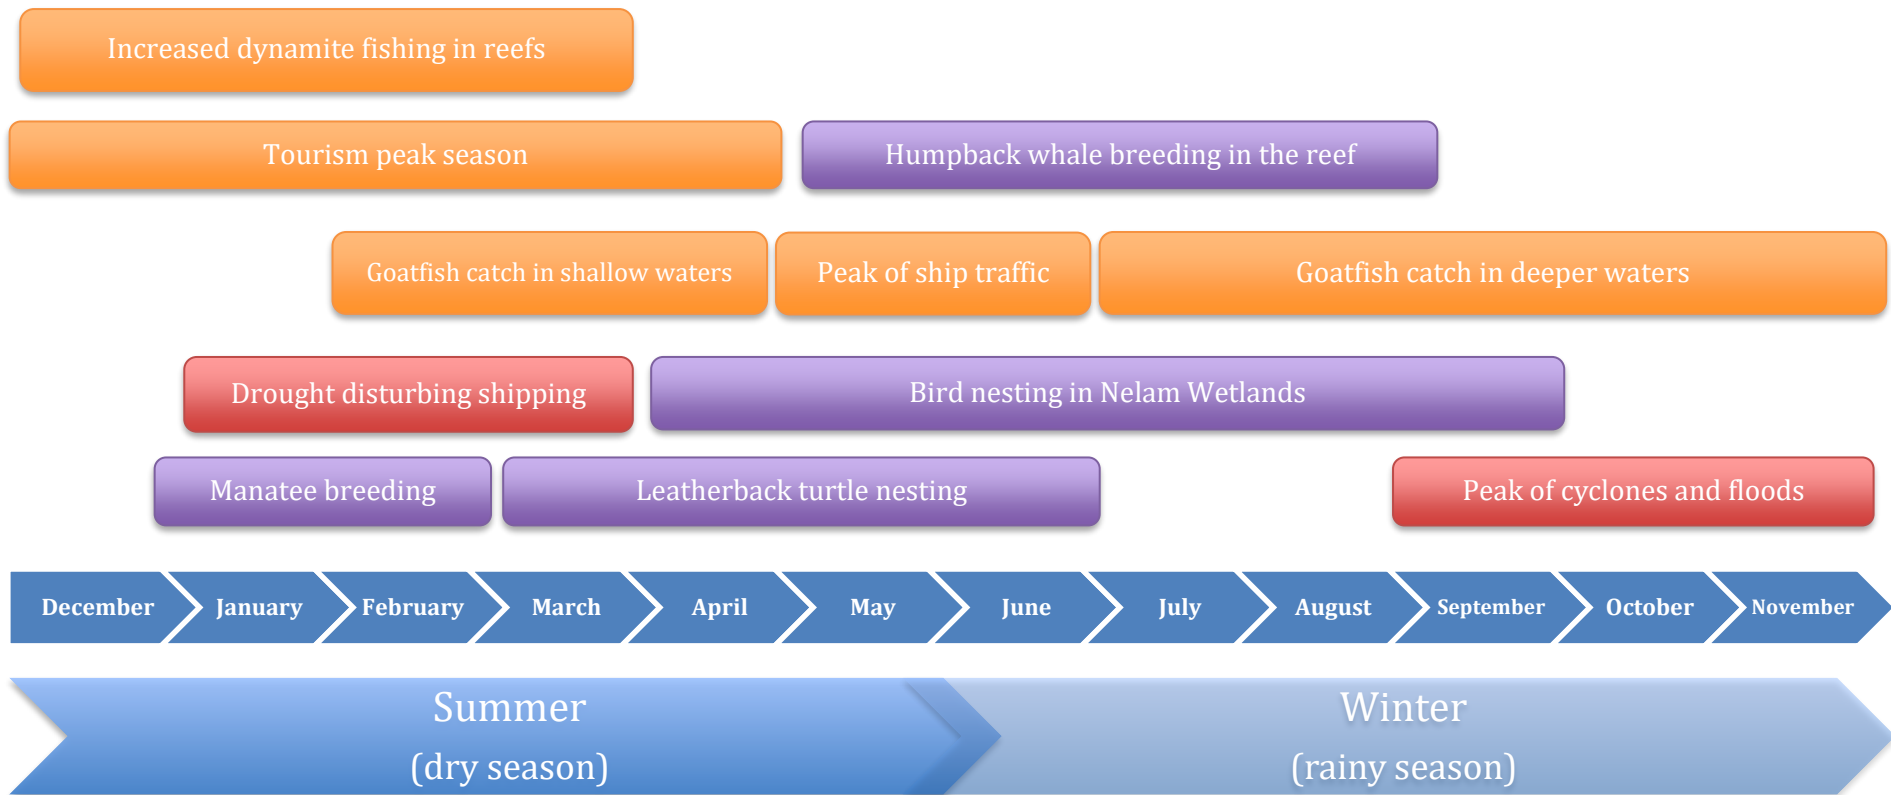 Increased dynamite fishing in reefs
Tourism peak season
Humpback whale breeding in the reef
Goatfish catch in shallow waters
Peak of ship traffic
Goatfish catch in deeper waters
Drought disturbing shipping
Bird nesting in Nelam Wetlands
Manatee breeding
Leatherback turtle nesting
Peak of cyclones and floods
December
January
February
March
April
May
June
July
August
September
October
November
Summer
(dry season)
Winter
(rainy season)